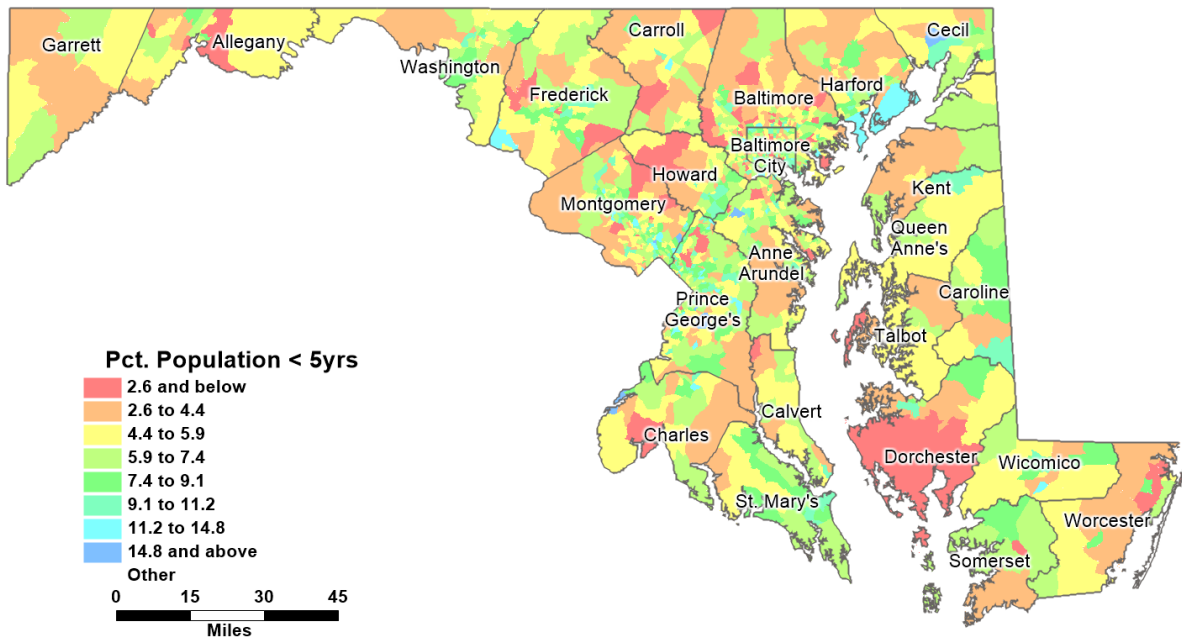 Garrett
Allegany
Washington
Frederick
Carroll
Baltimore
Harford
Cecil
Baltimore
City
Howard
Montgomery
Kent
Queen
Anne's
Anne
Arundel
Caroline
Prince
George's
Talbot
Calvert
Charles
Dorchester
Wicomico
St. Mary's
Worcester
Somerset
Pct. Population < 5yrs
2.6 and below
2.6 to 4.4
4.4 to 5.9
5.9 to 7.4
7.4 to 9.1
9.1 to 11.2
11.2 to 14.8
14.8 and above
Other
0 15 30 45
Miles